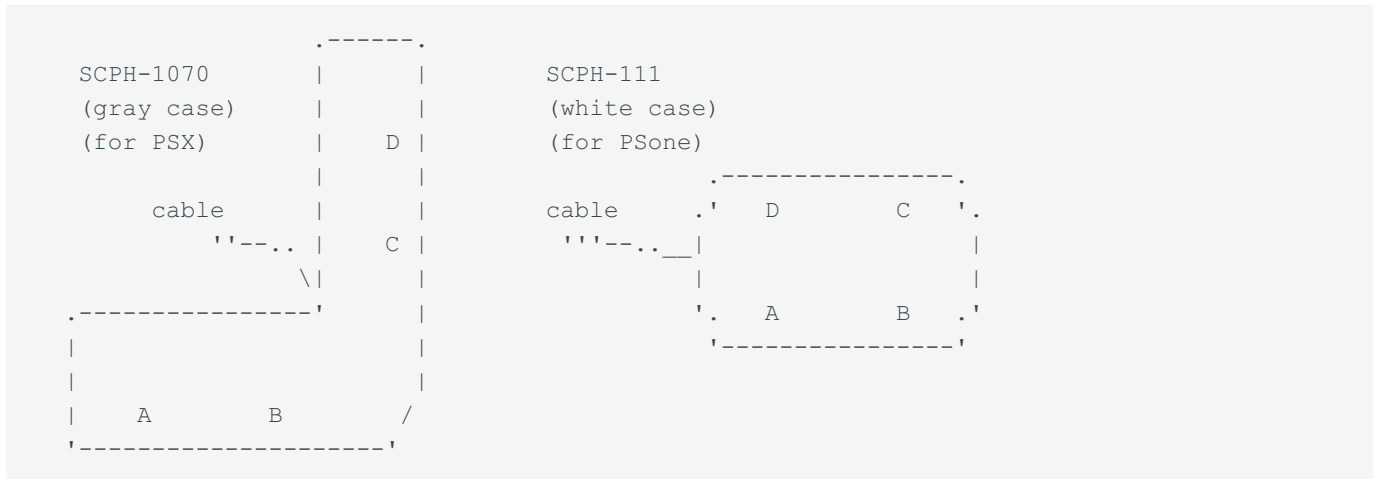 SCPH-1070 SCPH-111
(gray case) (white case)
(for PSX) D (for PSone)
cable cable D C
C
A B
A B